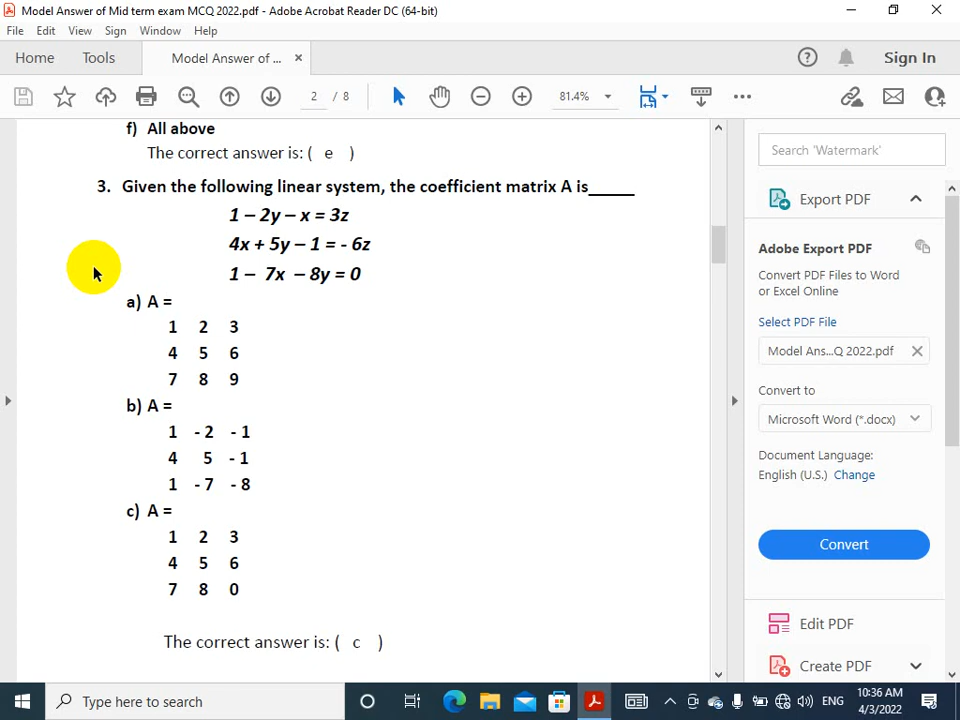 Model Answer of Mid term exam MCQ 2022.pdf - Adobe Acrobat Reader DC (64-bit)
File Edit View Sign Window Help
Home Tools Model Answer of ... × Sign In
2 / 8 81.4%
f) All above
The correct answer is: ( e )
3. Given the following linear system, the coefficient matrix A is_____
1 – 2y – x = 3z
4x + 5y – 1 = - 6z
1 – 7x – 8y = 0
a) A =
1 2 3
4 5 6
7 8 9
b) A =
1 - 2 - 1
4 5 - 1
1 - 7 - 8
c) A =
1 2 3
4 5 6
7 8 0
The correct answer is: ( c )
Search 'Watermark'
Export PDF
Adobe Export PDF
Convert PDF Files to Word
or Excel Online
Select PDF File
Model Ans...Q 2022.pdf
Convert to
Microsoft Word (*.docx)
Document Language:
English (U.S.) Change
Convert
Edit PDF
Create PDF
Type here to search
ENG
10:36 AM
4/3/2022